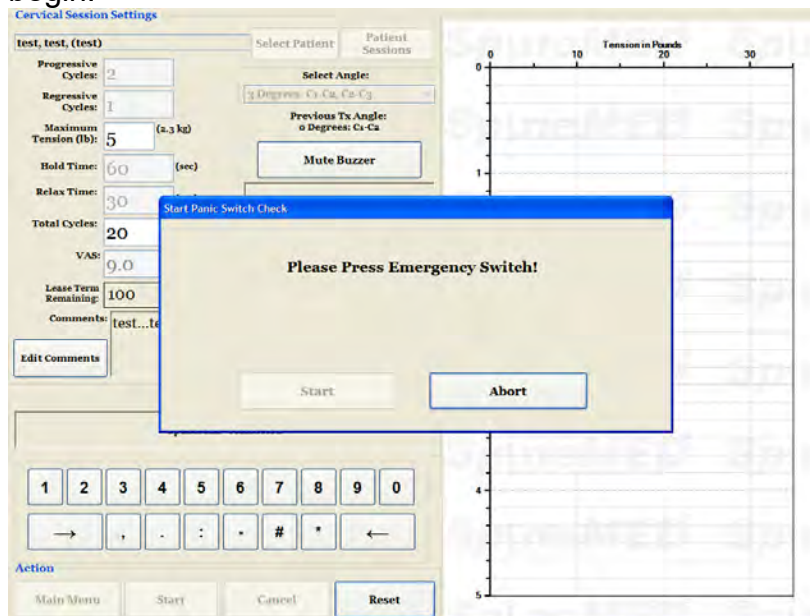 Cervical Session Settings
test, test, (test)
Select Patient
Patient Sessions
Progressive Cycles: 2
Regressive Cycles: 1
Maximum Tension (lb): 5 (2.3 kg)
Hold Time: 60 (sec)
Relax Time: 30
Total Cycles: 20
VAS: 9.0
Lease Term Remaining: 100
Comments: test...te
Edit Comments
Select Angle:
3 Degrees: C1-C2, C2-C3
Previous Tx Angle:
0 Degrees: C1-C2
Mute Buzzer
Start Panic Switch Check
Please Press Emergency Switch!
Start
Abort
1 2 3 4 5 6 7 8 9 0
→ , . : - # * ←
Action
Main Menu
Start
Cancel
Reset
Tension in Pounds
0 10 20 30
0
1
4
5
SpineMED